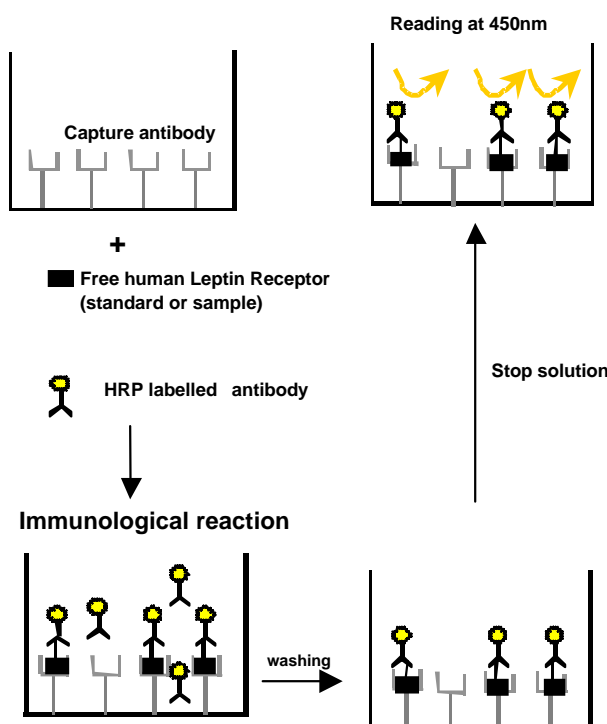 Capture antibody
+
Free human Leptin Receptor
(standard or sample)
HRP labelled antibody
Immunological reaction
washing
Stop solution
Reading at 450nm